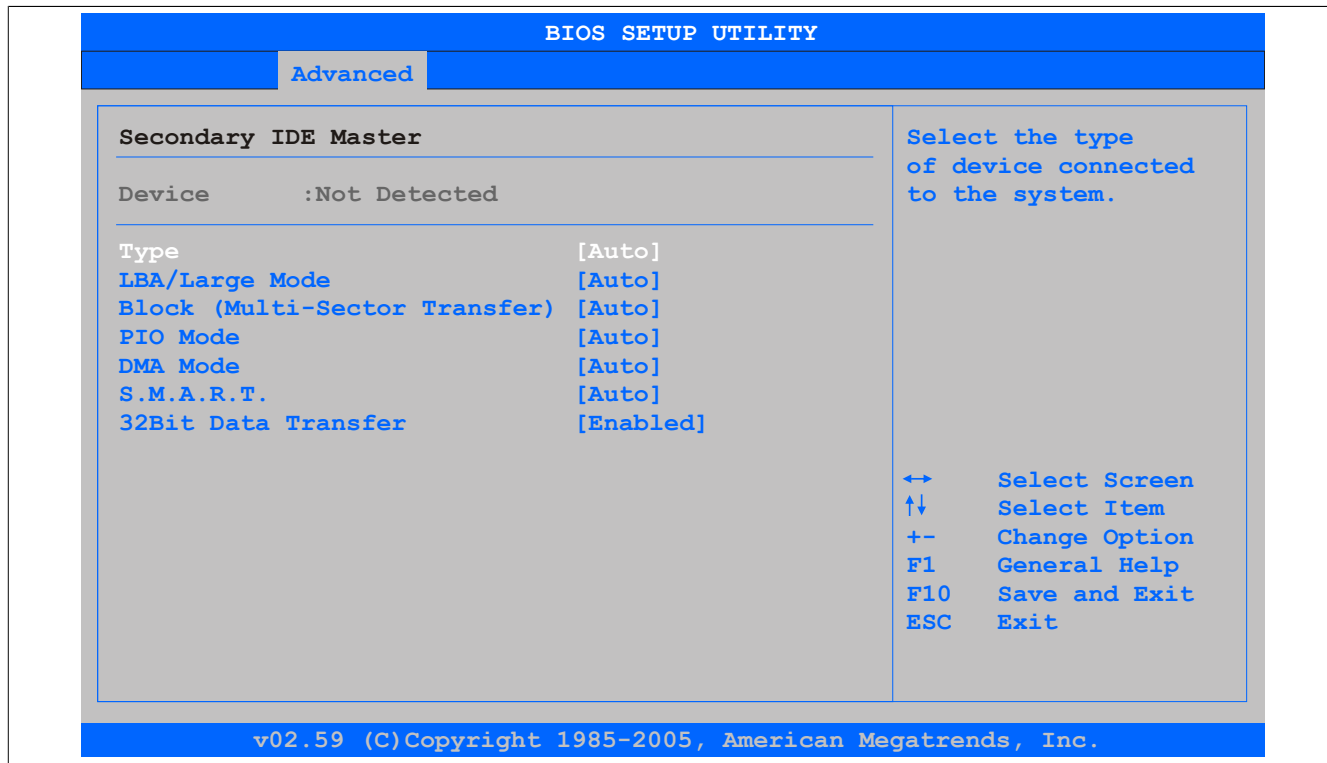 BIOS SETUP UTILITY
Advanced
Secondary IDE Master
Device :Not Detected
Type [Auto]
LBA/Large Mode [Auto]
Block (Multi-Sector Transfer) [Auto]
PIO Mode [Auto]
DMA Mode [Auto]
S.M.A.R.T. [Auto]
32Bit Data Transfer [Enabled]
Select the type
of device connected
to the system.
↔ Select Screen
↑↓ Select Item
+- Change Option
F1 General Help
F10 Save and Exit
ESC Exit
v02.59 (C)Copyright 1985-2005, American Megatrends, Inc.